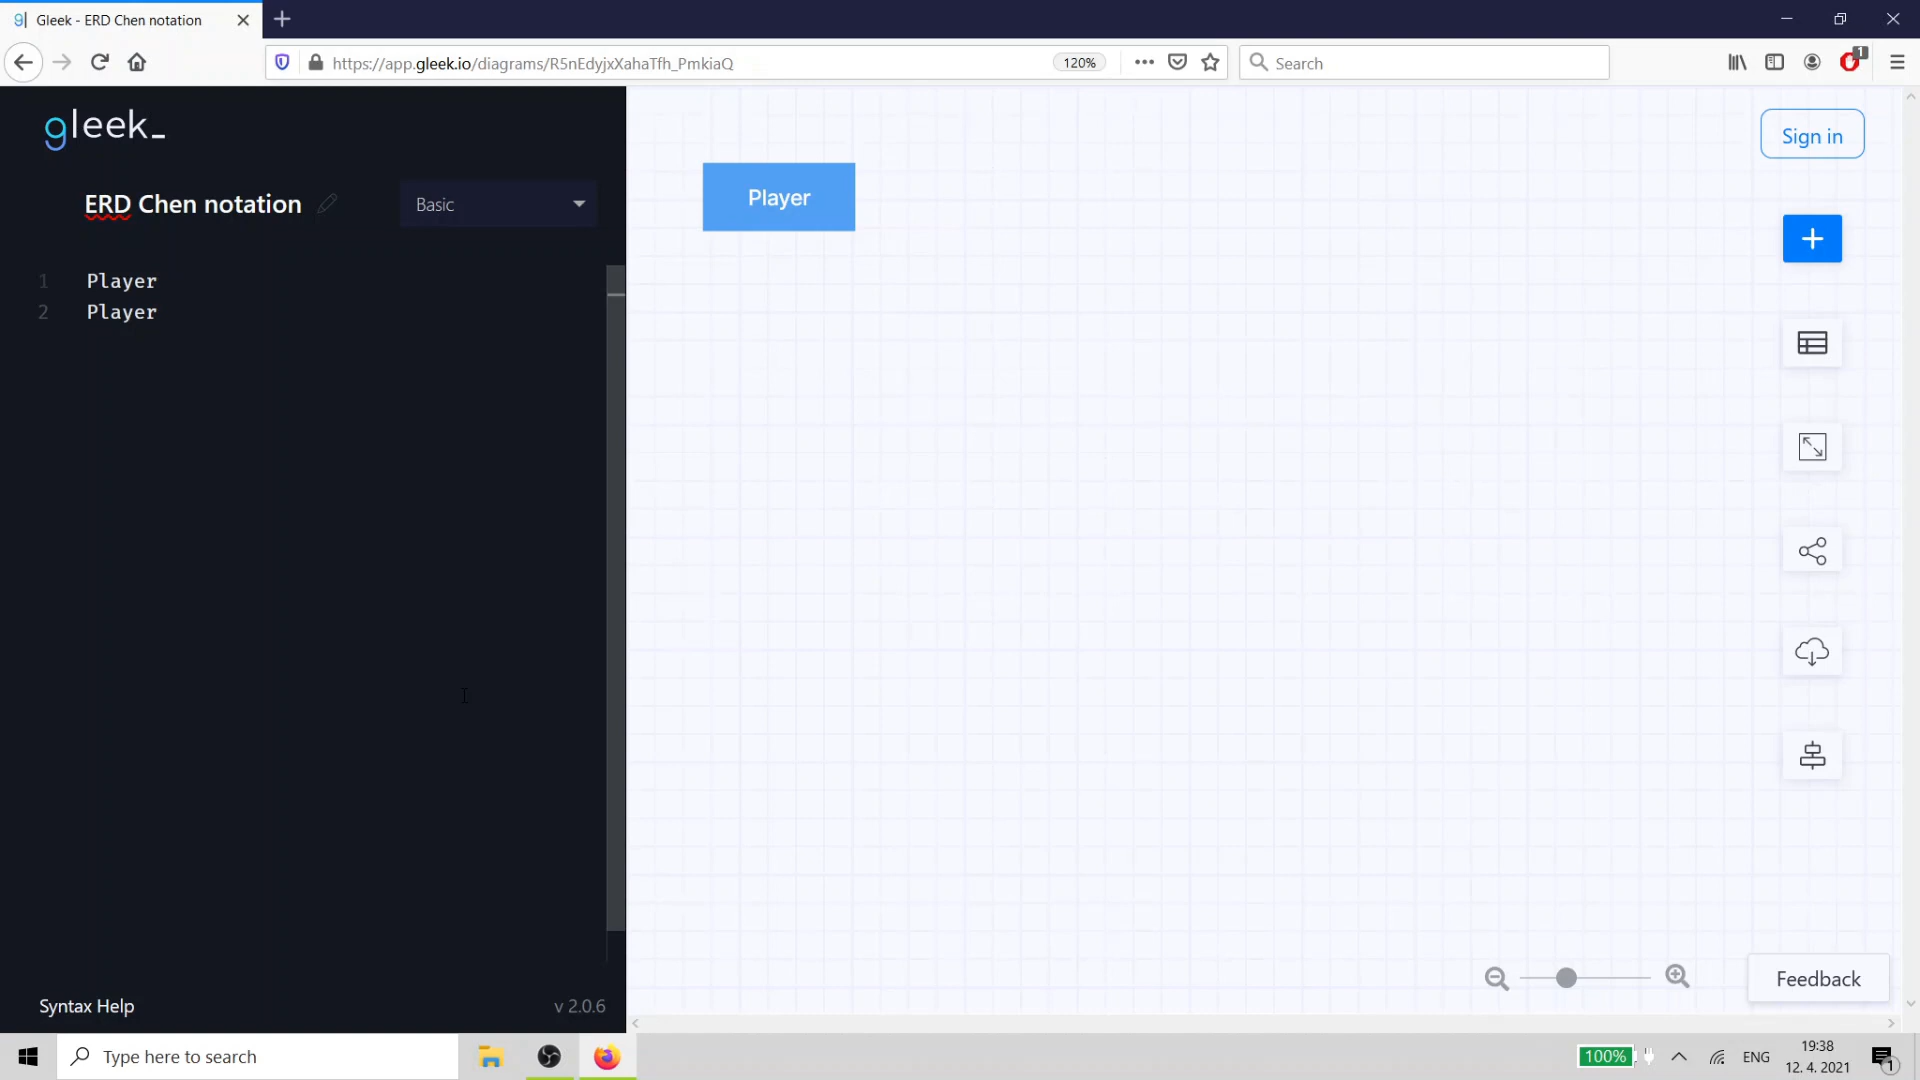 g| Gleek - ERD Chen notation
https://app.gleek.io/diagrams/R5nEdyjxXahaTfh_PmkiaQ
120%
Search
1
gleek_
Sign in
ERD Chen notation
Basic
Player
1 Player
2 Player
Syntax Help
v 2.0.6
Feedback
Type here to search
100%
ENG
19:38
12. 4. 2021
1